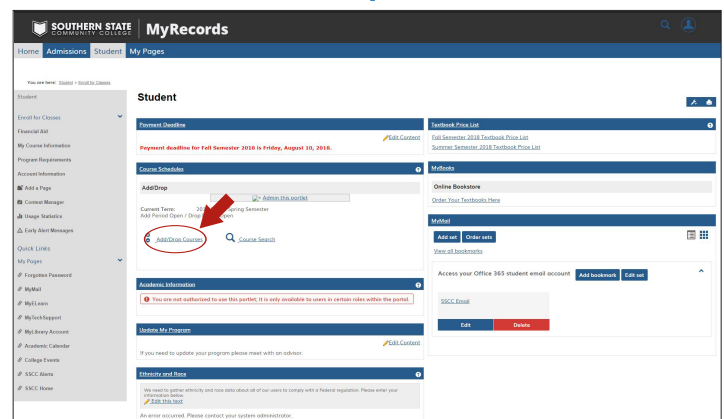 SOUTHERN STATE
COMMUNITY COLLEGE
MyRecords
Home Admissions Student My Pages
You are here: Student > Enroll for Classes
Student
Enroll for Classes
Financial Aid
My Course Information
Program Requirements
Account Information
Add a Page
Context Manager
Usage Statistics
Early Alert Messages
Quick Links
My Pages
Forgotten Password
MyMail
MyELearn
MyTechSupport
MyLibrary Account
Academic Calendar
College Events
SSCC Alerts
SSCC Home
Student
Payment Deadline
Edit Content
Payment deadline for Fall Semester 2018 is Friday, August 10, 2018.
Course Schedules
Add/Drop
Admin this portlet
Current Term: Spring Semester
Add Period Open / Drop
Add/Drop Courses
Course Search
Academic Information
You are not authorized to use this portlet; It is only available to users in certain roles within the portal.
Update My Program
Edit Content
If you need to update your program please meet with an advisor.
Ethnicity and Race
We need to gather ethnicity and race data about all of our users to comply with a Federal regulation. Please enter your
information below.
Edit this text
An error occurred. Please contact your system administrator.
Textbook Price List
Fall Semester 2018 Textbook Price List
Summer Semester 2018 Textbook Price List
MyBooks
Online Bookstore
Order Your Textbooks Here
MyMail
Add set Order sets
View all bookmarks
Access your Office 365 student email account Add bookmark Edit set
SSCC Email
Edit Delete